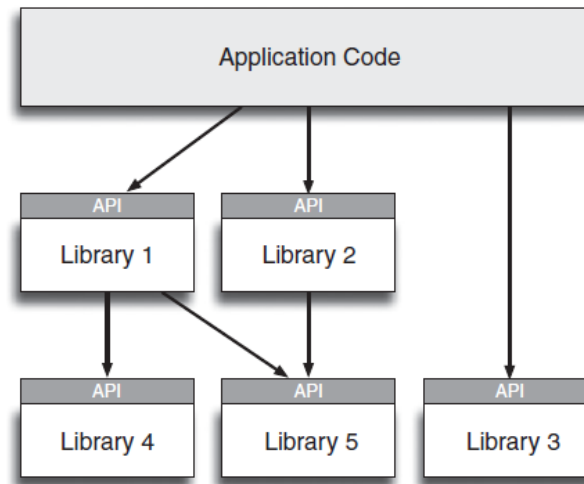 Application Code
API
API
Library 1
Library 2
API
API
API
Library 4
Library 5
Library 3